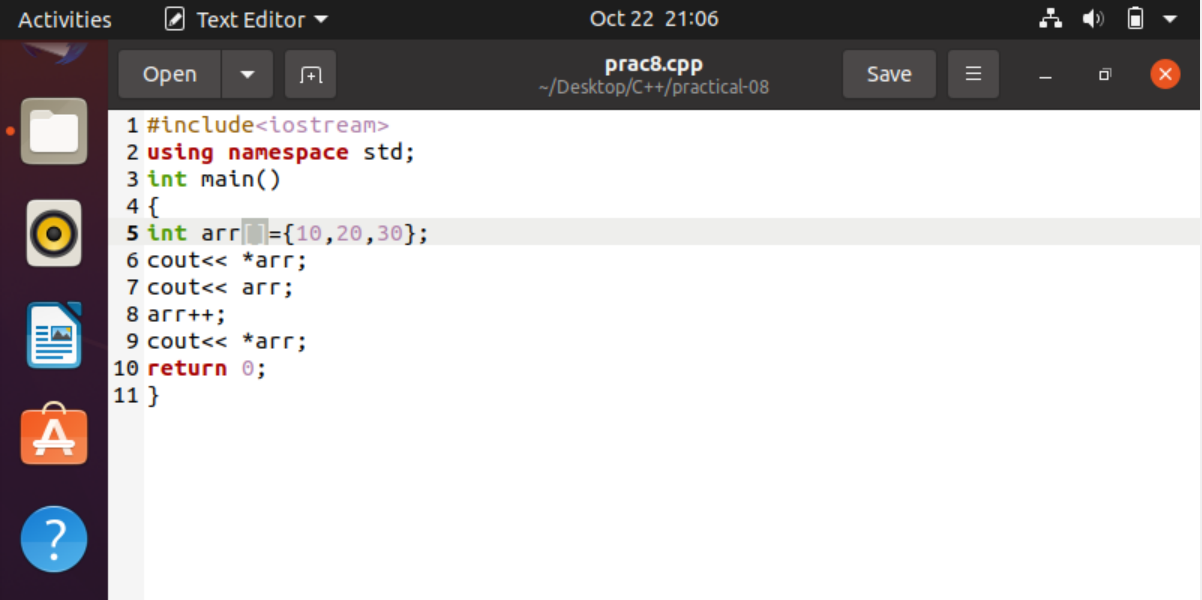 Activities Text Editor Oct 22 21:06
Open prac8.cpp Save
~/Desktop/C++/practical-08
1 #include<iostream>
2 using namespace std;
3 int main()
4 {
5 int arr[]={10,20,30};
6 cout<< *arr;
7 cout<< arr;
8 arr++;
9 cout<< *arr;
10 return 0;
11 }